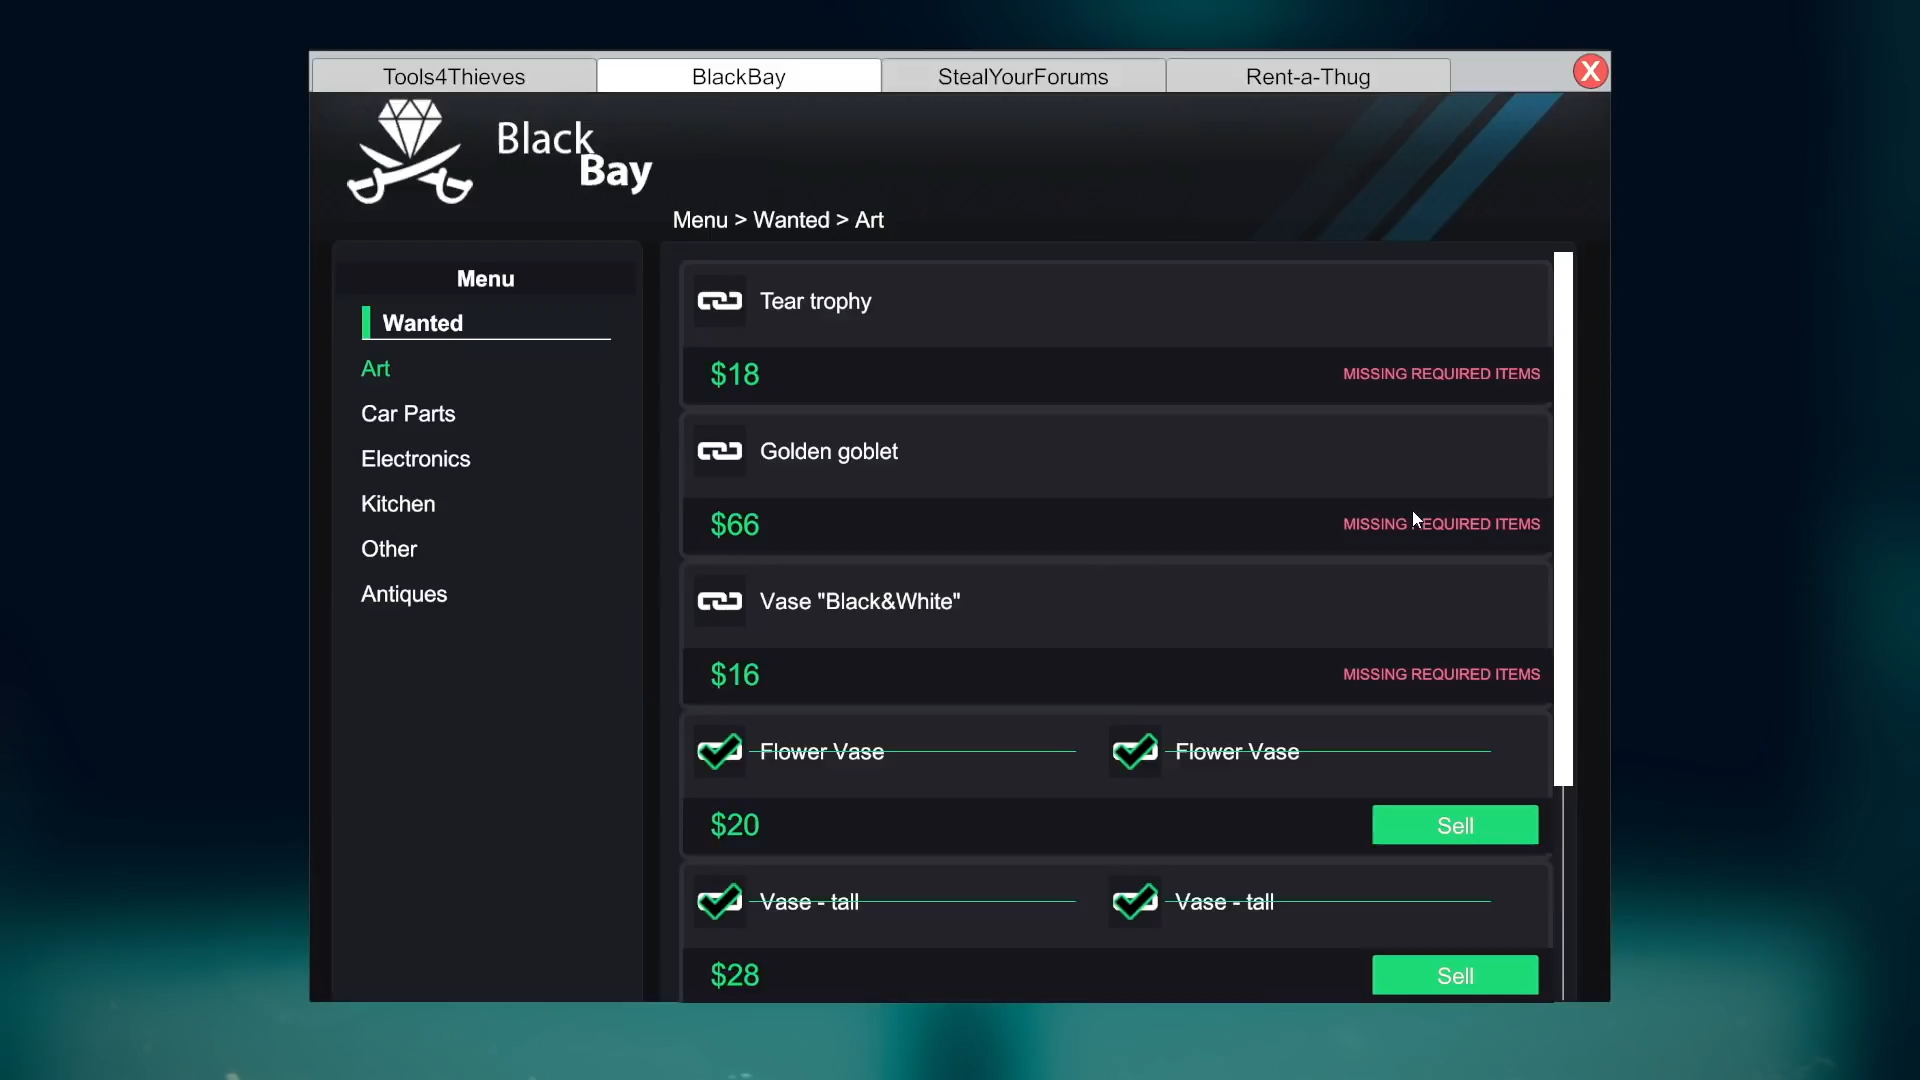 Tools4Thieves
BlackBay
StealYourForums
Rent-a-Thug
X
Black
Bay
Menu > Wanted > Art
Menu
Wanted
Art
Car Parts
Electronics
Kitchen
Other
Antiques
Tear trophy
$18
MISSING REQUIRED ITEMS
Golden goblet
$66
MISSING REQUIRED ITEMS
Vase "Black&White"
$16
MISSING REQUIRED ITEMS
Flower Vase
Flower Vase
$20
Sell
Vase - tall
Vase - tall
$28
Sell